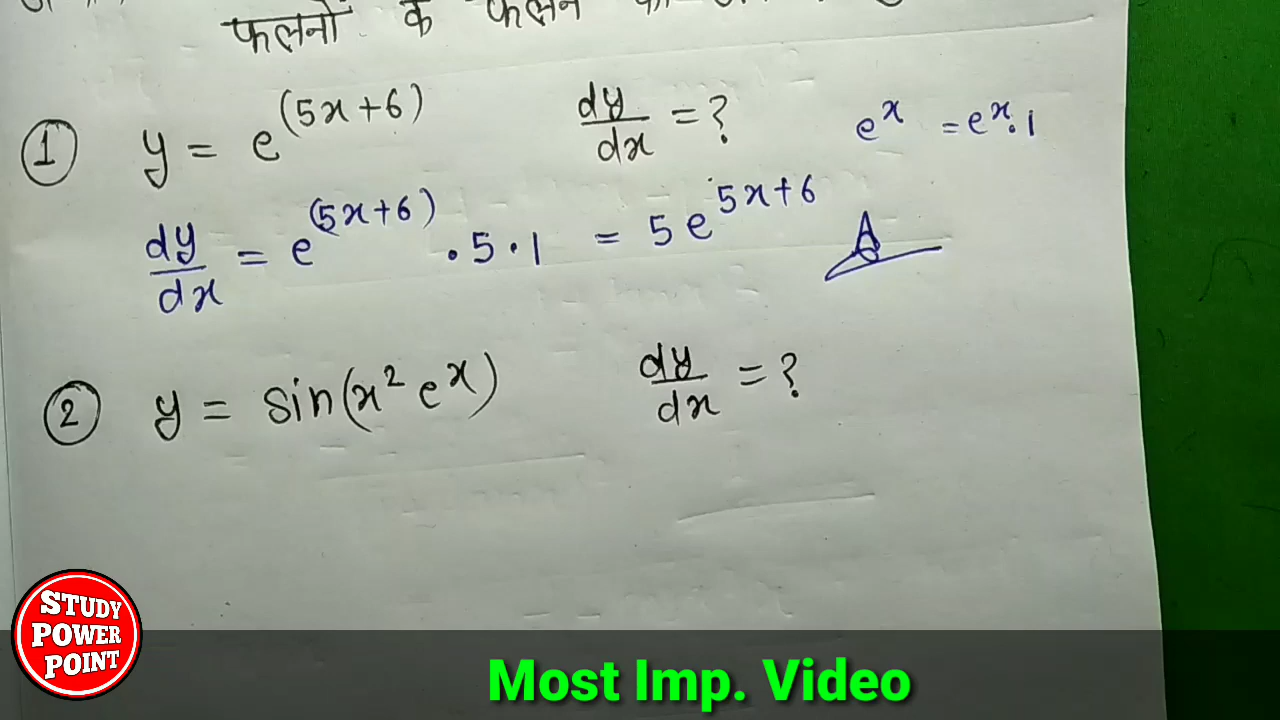 फलनों के फलन का
① y = e^(5x+6) dy/dx = ? e^x = e^x.1
dy/dx = e^(5x+6) . 5 . 1 = 5e^5x+6
② y = sin(x² e^x) dy/dx = ?
STUDY
POWER
POINT
Most Imp. Video